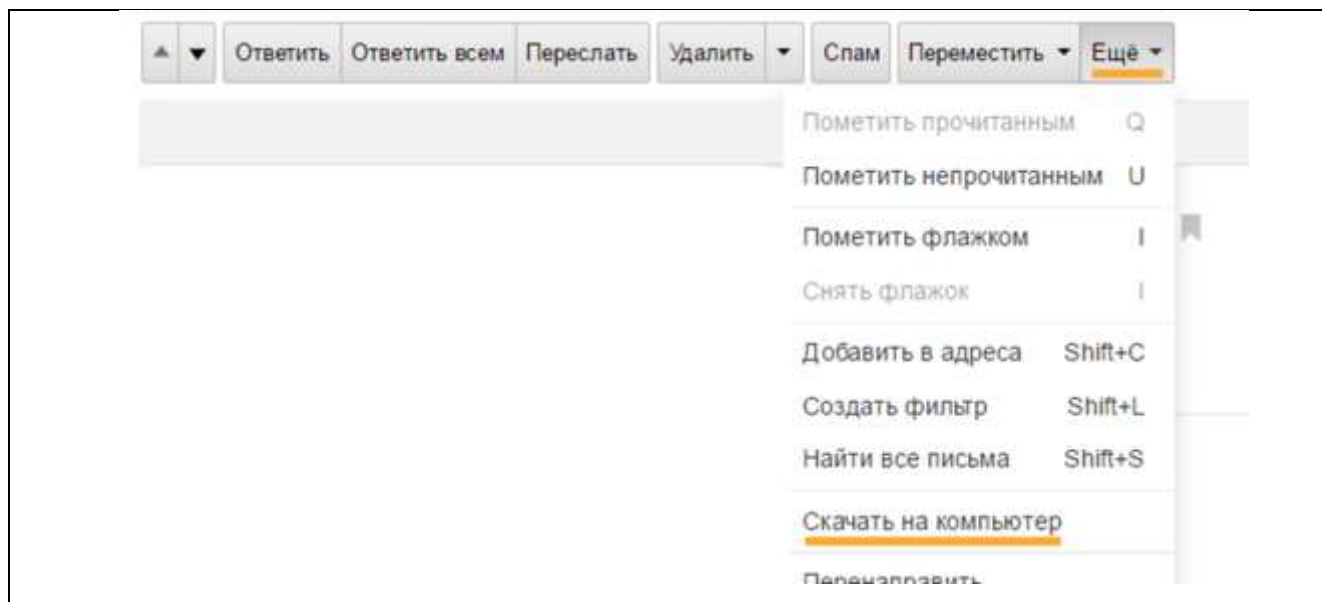 Ответить Ответить всем Переслать Удалить Спам Переместить Ещё
Пометить прочитанным Q
Пометить непрочитанным U
Пометить флажком I
Снять флажок I
Добавить в адреса Shift+C
Создать фильтр Shift+L
Найти все письма Shift+S
Скачать на компьютер
Перенаправить